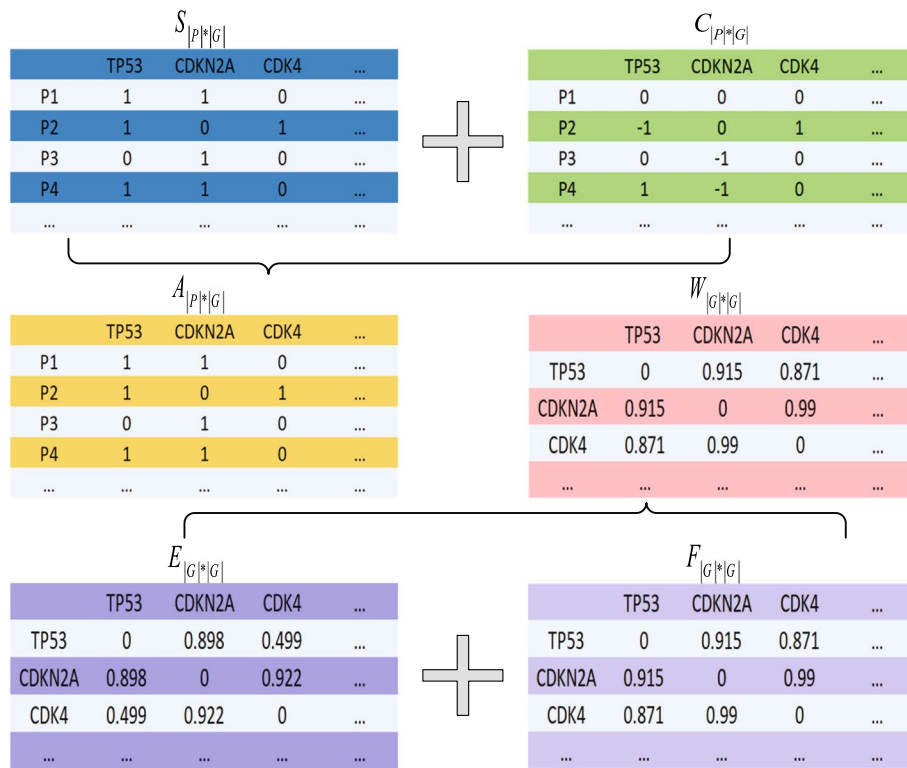 S|P|*|G|
TP53 CDKN2A CDK4 ...
P1 1 1 0 ...
P2 1 0 1 ...
P3 0 1 0 ...
P4 1 1 0 ...
... ... ... ... ...
C|P|*|G|
TP53 CDKN2A CDK4 ...
P1 0 0 0 ...
P2 -1 0 1 ...
P3 0 -1 0 ...
P4 1 -1 0 ...
... ... ... ... ...
A|P|*|G|
TP53 CDKN2A CDK4 ...
P1 1 1 0 ...
P2 1 0 1 ...
P3 0 1 0 ...
P4 1 1 0 ...
... ... ... ... ...
W|G|*|G|
TP53 CDKN2A CDK4 ...
TP53 0 0.915 0.871 ...
CDKN2A 0.915 0 0.99 ...
CDK4 0.871 0.99 0 ...
... ... ... ... ...
E|G|*|G|
TP53 CDKN2A CDK4 ...
TP53 0 0.898 0.499 ...
CDKN2A 0.898 0 0.922 ...
CDK4 0.499 0.922 0 ...
... ... ... ... ...
F|G|*|G|
TP53 CDKN2A CDK4 ...
TP53 0 0.915 0.871 ...
CDKN2A 0.915 0 0.99 ...
CDK4 0.871 0.99 0 ...
... ... ... ... ...